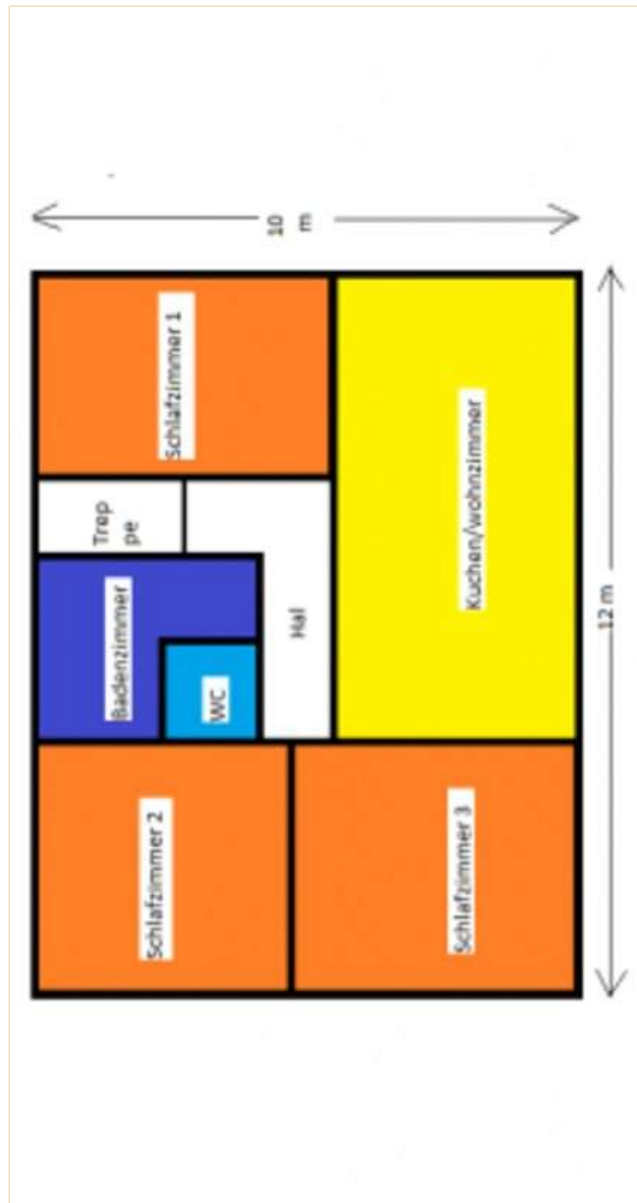 Schlafzimmer 2
Badenzimmer
Trep
pe
Schlafzimmer 1
10
m
WC
Hal
Schlafzimmer 3
Kuchen/wohnzimmer
12 m